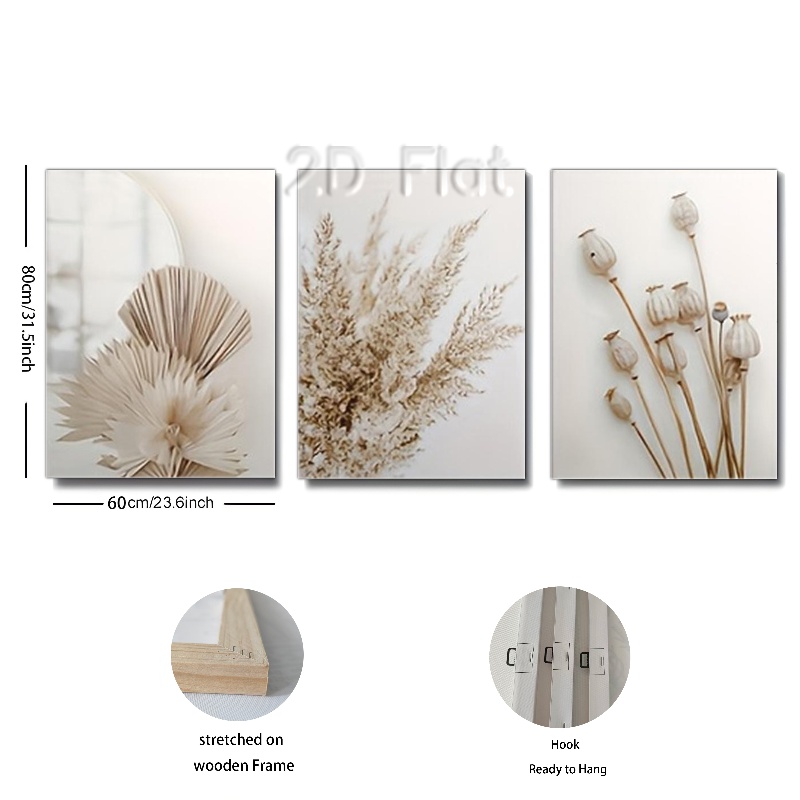 2D Flat
80cm/31.5inch
60cm/23.6inch
stretched on
wooden Frame
Hook
Ready to Hang